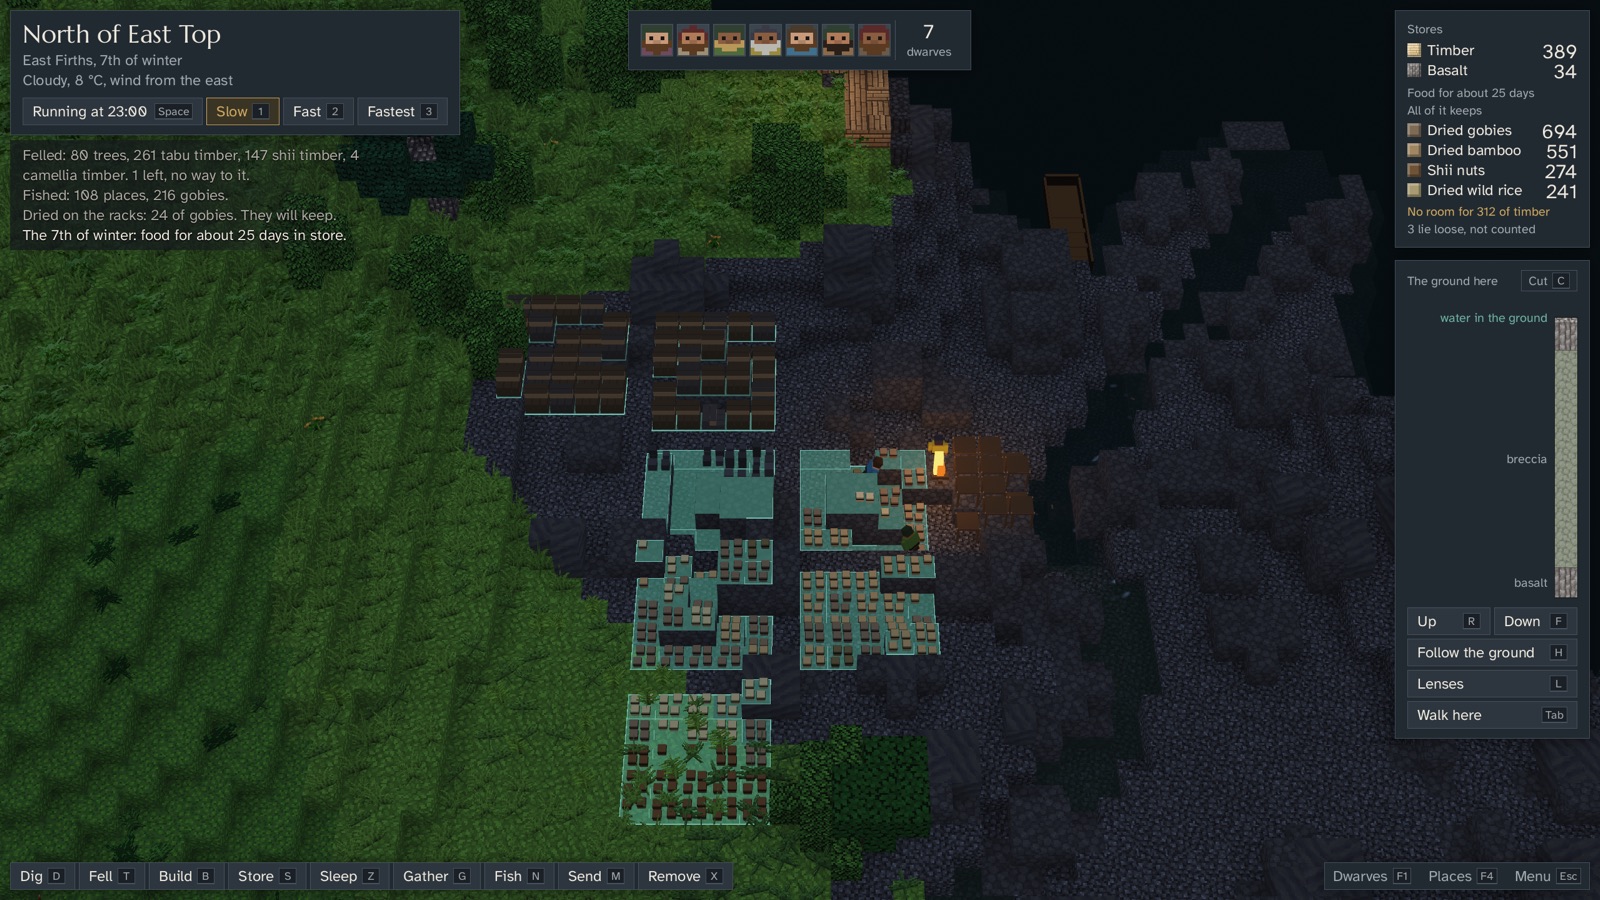 North of East Top
East Firths, 7th of winter
Cloudy, 8 °C, wind from the east
Running at 23:00 Space
Slow 1
Fast 2
Fastest 3
Felled: 80 trees, 261 tabu timber, 147 shii timber, 4
camellia timber. 1 left, no way to it.
Fished: 108 places, 216 gobies.
Dried on the racks: 24 of gobies. They will keep.
The 7th of winter: food for about 25 days in store.
7
dwarves
Stores
Timber 389
Basalt 34
Food for about 25 days
All of it keeps
Dried gobies 694
Dried bamboo 551
Shii nuts 274
Dried wild rice 241
No room for 312 of timber
3 lie loose, not counted
The ground here
Cut C
water in the ground
breccia
basalt
Up R
Down F
Follow the ground H
Lenses L
Walk here Tab
Dig D
Fell T
Build B
Store S
Sleep Z
Gather G
Fish N
Send M
Remove X
Dwarves F1
Places F4
Menu Esc